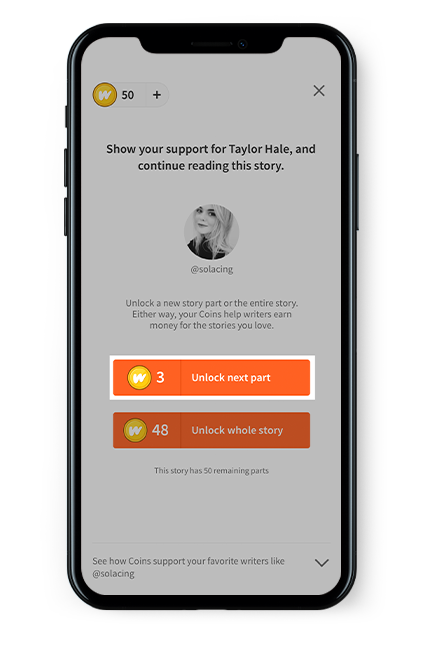 50 +
Show your support for Taylor Hale, and
continue reading this story.
@solacing
Unlock a new story part or the entire story.
Either way, your Coins help writers earn
money for the stories you love.
3 Unlock next part
48 Unlock whole story
This story has 50 remaining parts
See how Coins support your favorite writers like
@solacing